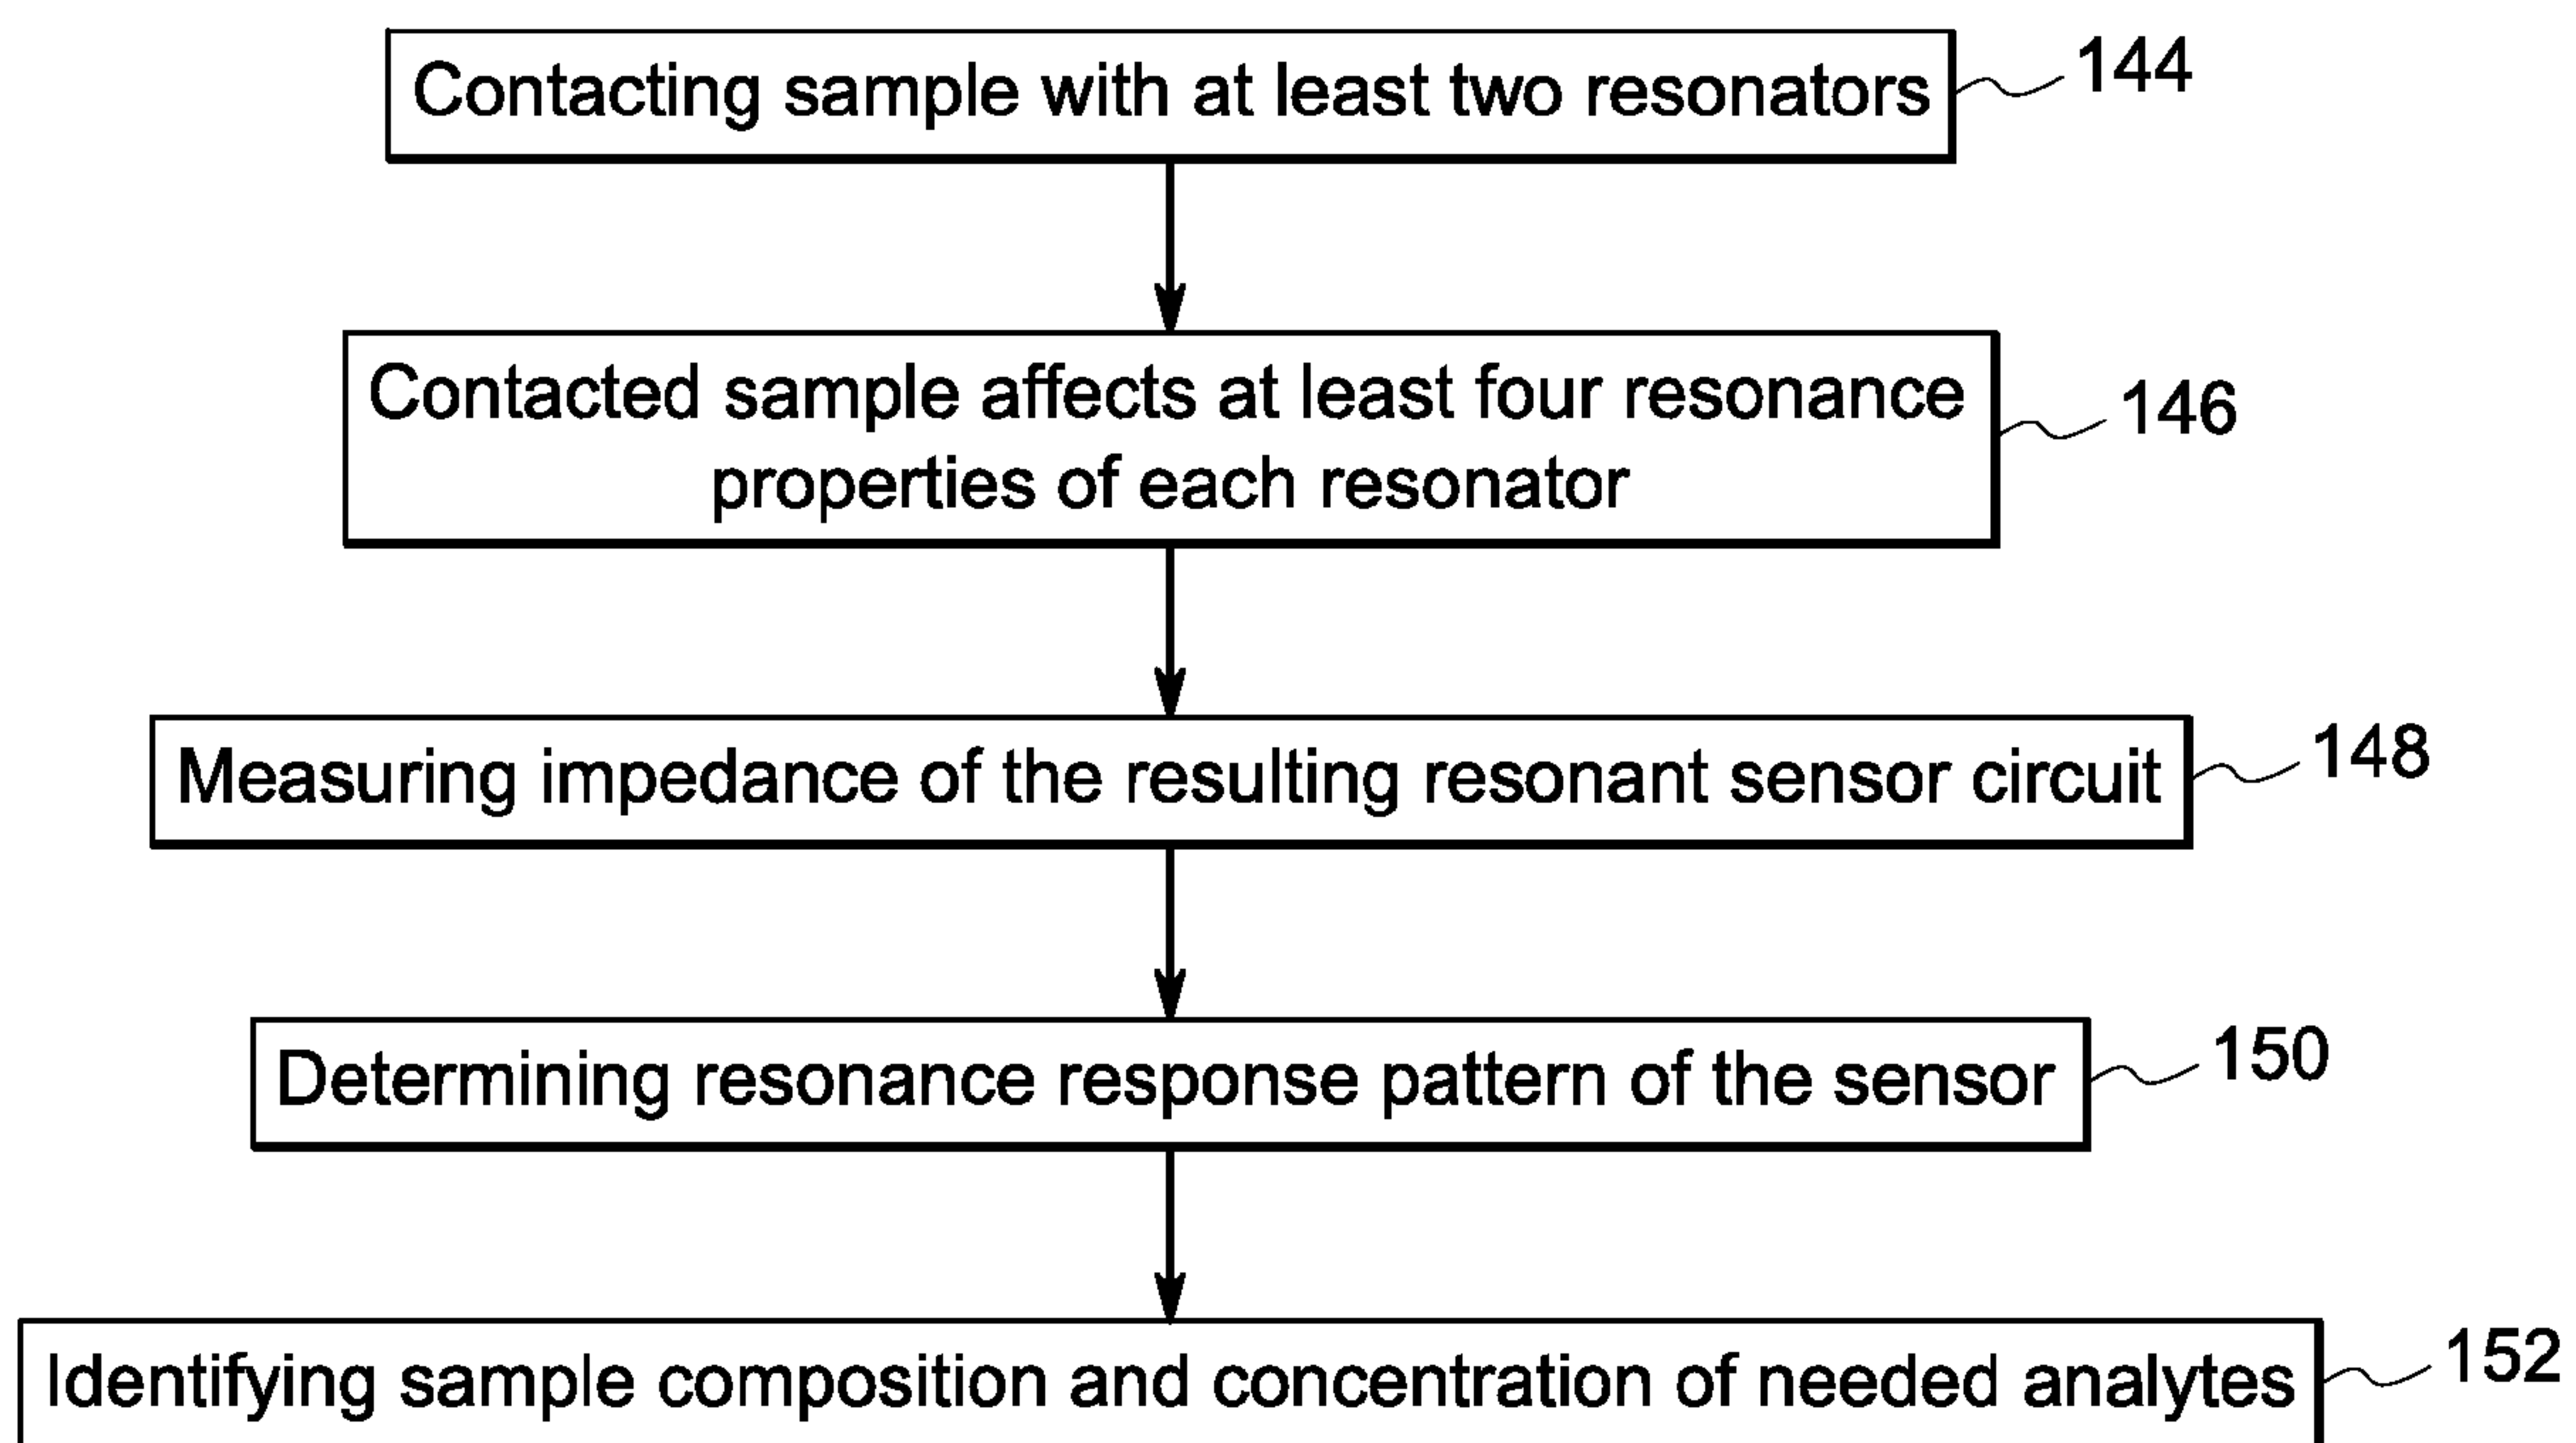 Contacting sample with at least two resonators
144
Contacted sample affects at least four resonance
properties of each resonator
146
Measuring impedance of the resulting resonant sensor circuit
148
Determining resonance response pattern of the sensor
150
Identifying sample composition and concentration of needed analytes
152